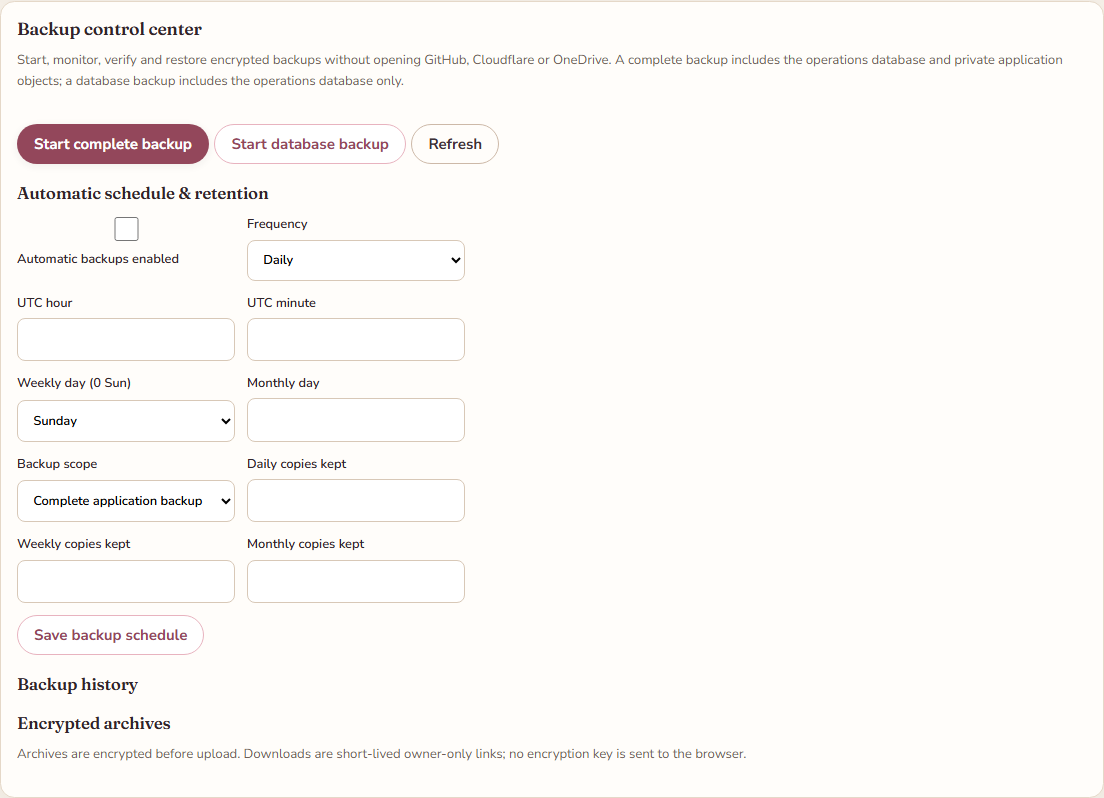 Backup control center
Start, monitor, verify and restore encrypted backups without opening GitHub, Cloudflare or OneDrive. A complete backup includes the operations database and private application
objects; a database backup includes the operations database only.
Start complete backup
Start database backup
Refresh
Automatic schedule & retention
Automatic backups enabled
Frequency
Daily
UTC hour
UTC minute
Weekly day (0 Sun)
Monthly day
Sunday
Backup scope
Daily copies kept
Complete application backup
Weekly copies kept
Monthly copies kept
Save backup schedule
Backup history
Encrypted archives
Archives are encrypted before upload. Downloads are short-lived owner-only links; no encryption key is sent to the browser.